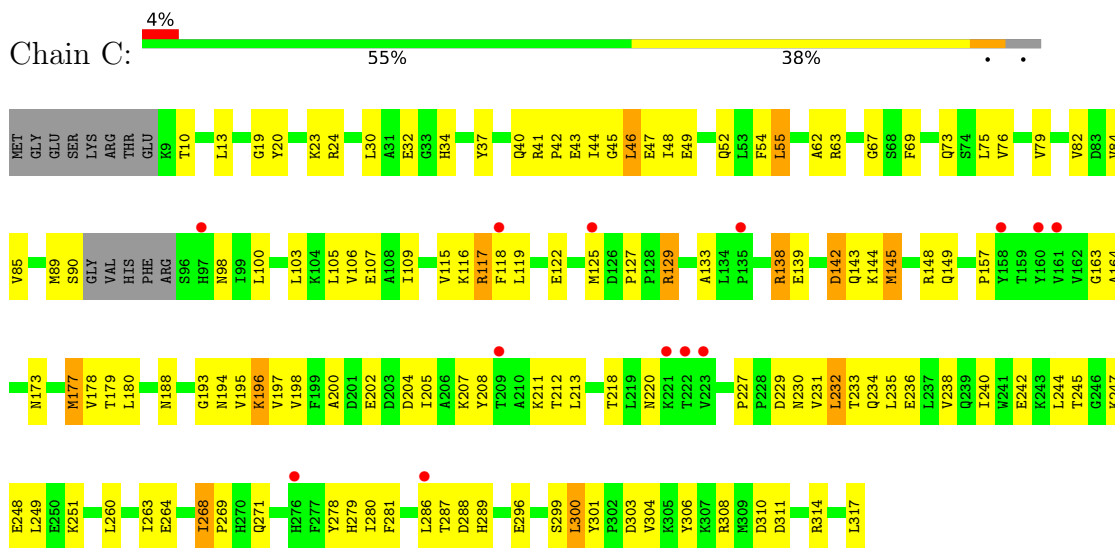 4%
Chain C:
55% 38% • •
MET GLY GLU SER LYS ARG THR GLU K9 T10 L13 G19 Y20 K23 R24 L30 A31 E32 G33 H34 Y37 Q40 R41 P42 E43 I44 G45 L46 E47 I48 E49 Q52 L53 F54 L55 A62 R63 G67 S68 F69 Q73 S74 L75 V76 V79 V82 D83 V84
V85 M89 S90 GLY VAL HIS PHE ARG S96 H97 N98 I99 L100 L103 K104 L105 V106 E107 A108 I109 V115 K116 R117 F118 L119 E122 M125 D126 P127 P128 R129 A133 L134 P135 R138 E139 D142 Q143 K144 M145 R148 Q149 P157 Y158 T159 Y160 V161 V162 G163 A164
N173 M177 V178 T179 L180 N188 G193 N194 V195 K196 V197 V198 F199 A200 D201 E202 D203 D204 I205 A206 K207 Y208 T209 A210 K211 T212 L213 T218 L219 N220 K221 T222 V223 P227 P228 D229 N230 V231 L232 T233 Q234 L235 E236 L237 V238 Q239 I240 W241 E242 K243 L244 T245 G246 K247
E248 L249 E250 K251 L260 I263 E264 I268 P269 H270 Q271 H276 F277 Y278 H279 I280 F281 L286 T287 D288 H289 E296 S299 L300 Y301 P302 D303 V304 K305 Y306 K307 R308 M309 D310 D311 R314 L317